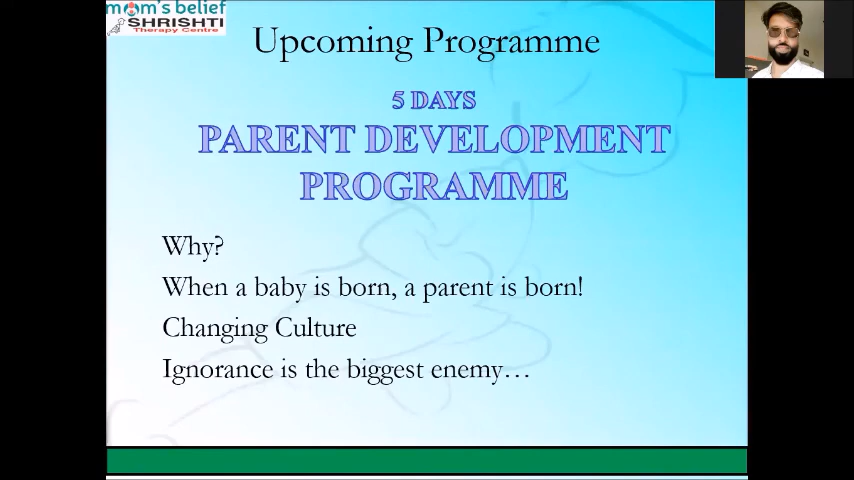 mom's belief
SHRISHTI
Therapy Centre
Upcoming Programme
5 DAYS
PARENT DEVELOPMENT
PROGRAMME
Why?
When a baby is born, a parent is born!
Changing Culture
Ignorance is the biggest enemy…